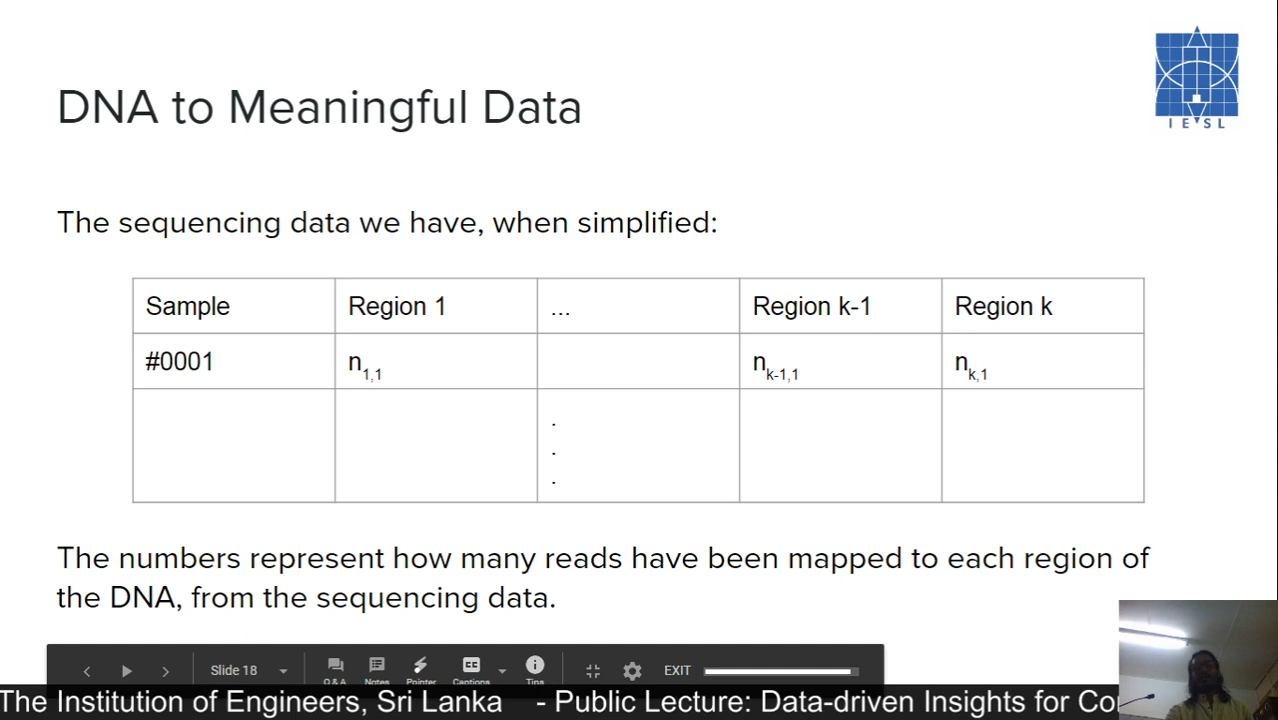 DNA to Meaningful Data
I E S L
The sequencing data we have, when simplified:
Sample Region 1 ... Region k-1 Region k
#0001 n1,1 nk-1,1 nk,1
.
.
.
The numbers represent how many reads have been mapped to each region of
the DNA, from the sequencing data.
Slide 18 Q & A Notes Pointer Captions Tips EXIT
The Institution of Engineers, Sri Lanka - Public Lecture: Data-driven Insights for Co